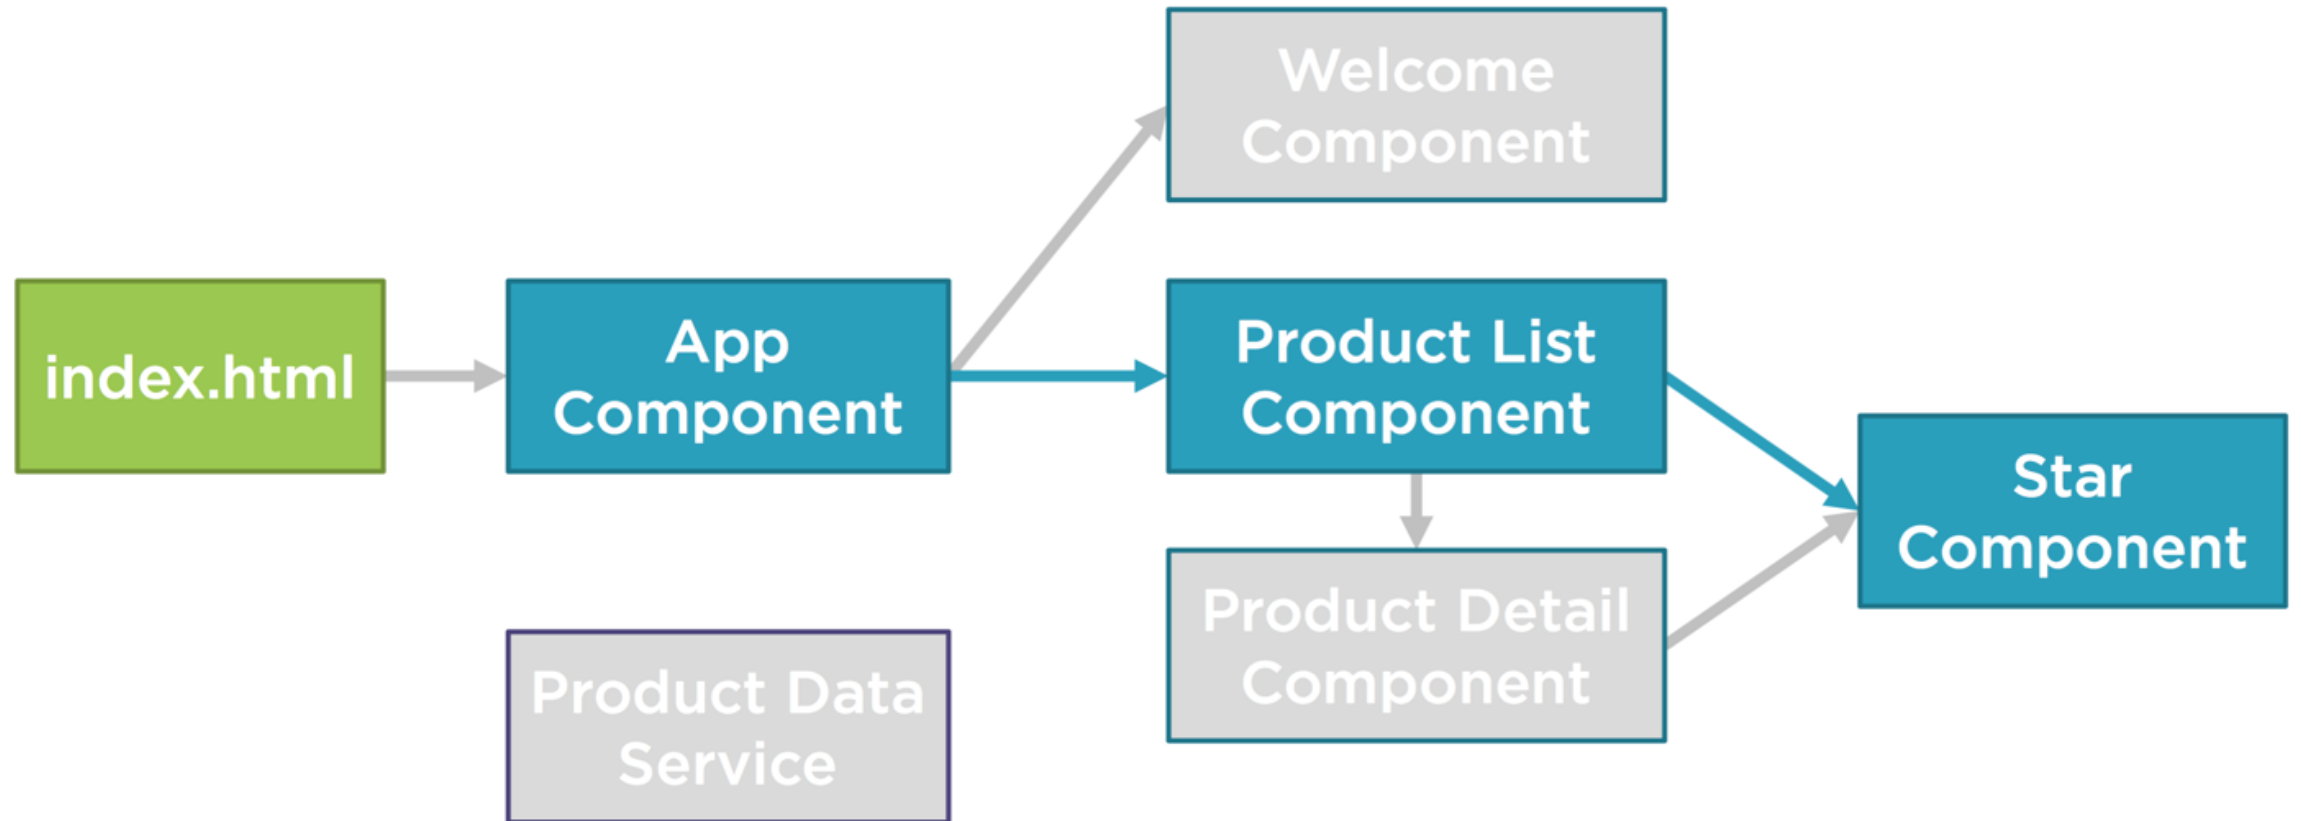 Welcome
Component
index.html
App
Component
Product List
Component
Star
Component
Product Detail
Component
Product Data
Service